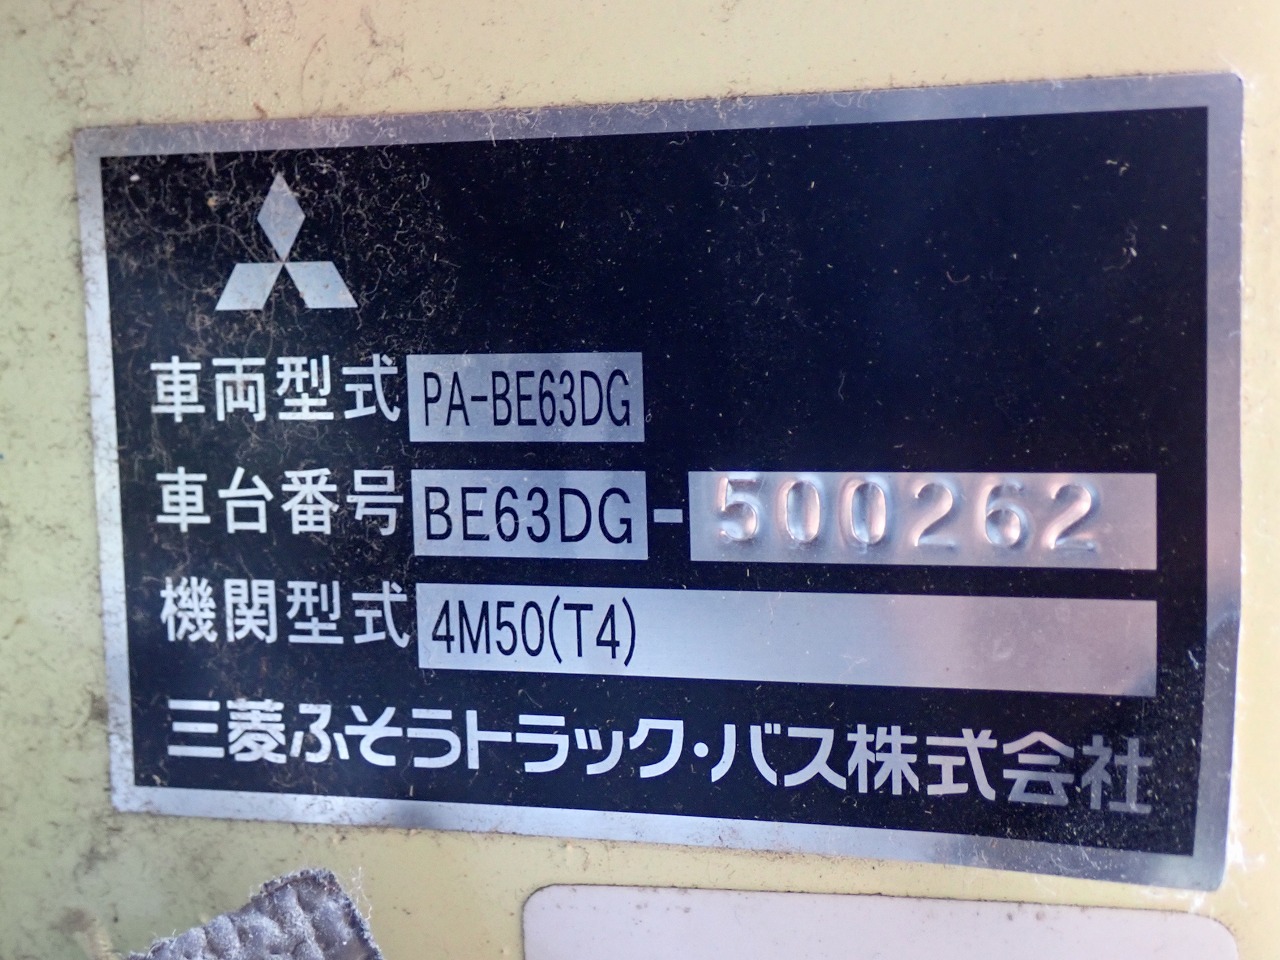 車両型式 PA-BE63DG
車台番号 BE63DG-500262
機関型式 4M50(T4)
三菱ふそうトラック・バス株式会社